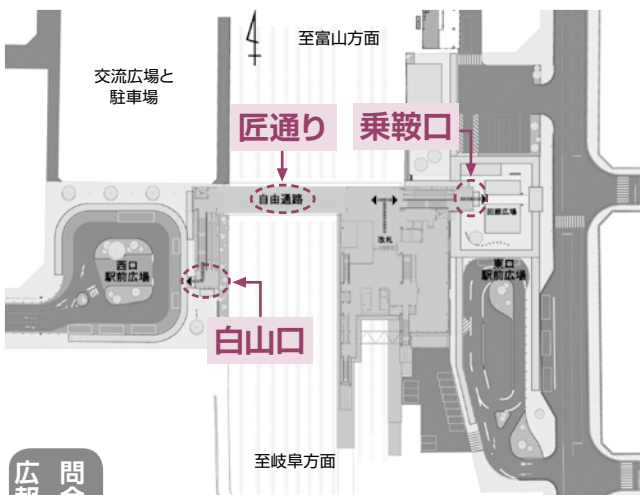 至富山方面
交流広場と
駐車場
匠通り
乗鞍口
自由通路
改札
西口
駅前広場
東口
駅前広場
白山口
至岐阜方面
問
広